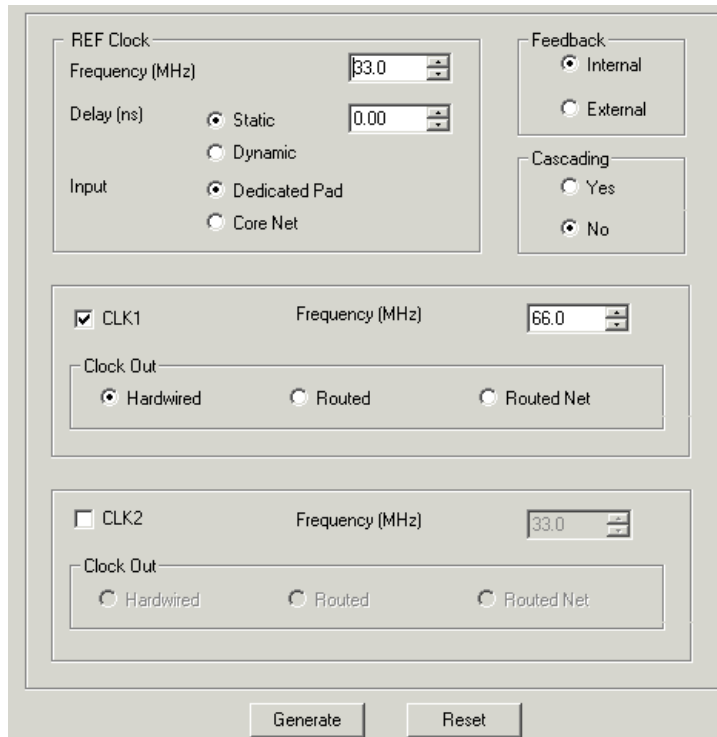 REF Clock
Frequency (MHz) 33.0
Delay (ns) Static 0.00
Dynamic
Input Dedicated Pad
Core Net
Feedback
Internal
External
Cascading
Yes
No
CLK1 Frequency (MHz) 66.0
Clock Out
Hardwired Routed Routed Net
CLK2 Frequency (MHz) 33.0
Clock Out
Hardwired Routed Routed Net
Generate Reset